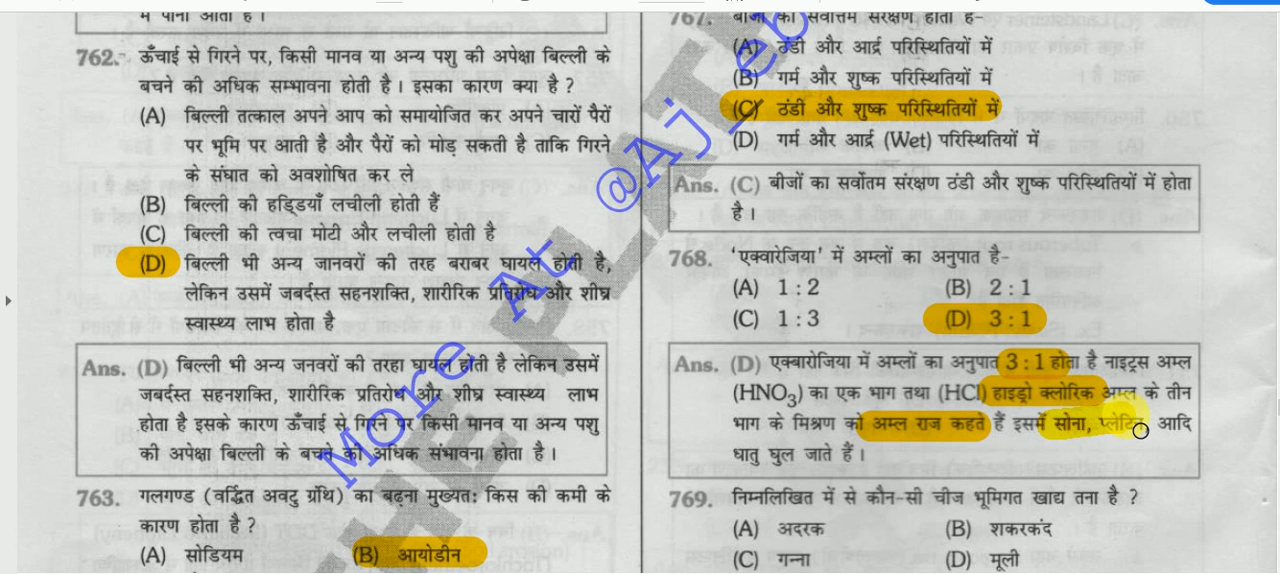 में पानी आता है।
762. ऊँचाई से गिरने पर, किसी मानव या अन्य पशु की अपेक्षा बिल्ली के
बचने की अधिक सम्भावना होती है। इसका कारण क्या है?
(A) बिल्ली तत्काल अपने आप को समायोजित कर अपने चारों पैरों
पर भूमि पर आती है और पैरों को मोड़ सकती है ताकि गिरने
के संघात को अवशोषित कर ले
(B) बिल्ली की हड्डियाँ लचीली होती हैं
(C) बिल्ली की त्वचा मोटी और लचीली होती है
(D) बिल्ली भी अन्य जानवरों की तरह बराबर घायल होती है,
लेकिन उसमें जबर्दस्त सहनशक्ति, शारीरिक प्रतिरोध और शीघ्र
स्वास्थ्य लाभ होता है
Ans. (D) बिल्ली भी अन्य जनवरों की तरहा घायल होती है लेकिन उसमें
जबर्दस्त सहनशक्ति, शारीरिक प्रतिरोध और शीघ्र स्वास्थ्य लाभ
होता है इसके कारण ऊँचाई से गिरने पर किसी मानव या अन्य पशु
की अपेक्षा बिल्ली के बचने की अधिक संभावना होता है।
763. गलगण्ड (वर्द्धित अवटु ग्रंथि) का बढ़ना मुख्यत: किस की कमी के
कारण होता है?
(A) सोडियम (B) आयोडीन
767. बीजों का सर्वोत्तम संरक्षण होता है-
(A) ठंडी और आर्द्र परिस्थितियों में
(B) गर्म और शुष्क परिस्थितियों में
(C) ठंडी और शुष्क परिस्थितियों में
(D) गर्म और आर्द्र (Wet) परिस्थितियों में
Ans. (C) बीजों का सर्वोतम संरक्षण ठंडी और शुष्क परिस्थितियों में होता
है।
768. 'एक्वारेजिया' में अम्लों का अनुपात है-
(A) 1 : 2 (B) 2 : 1
(C) 1 : 3 (D) 3 : 1
Ans. (D) एक्बारोजिया में अम्लों का अनुपात 3 : 1 होता है नाइट्रस अम्ल
(HNO3) का एक भाग तथा (HCl) हाइड्रो क्लोरिक अम्ल के तीन
भाग के मिश्रण को अम्ल राज कहते हैं इसमें सोना, आदि
धातु घुल जाते हैं।
769. निम्नलिखित में से कौन-सी चीज भूमिगत खाद्य तना है?
(A) अदरक (B) शकरकंद
(C) गन्ना (D) मूली
More At @Aj